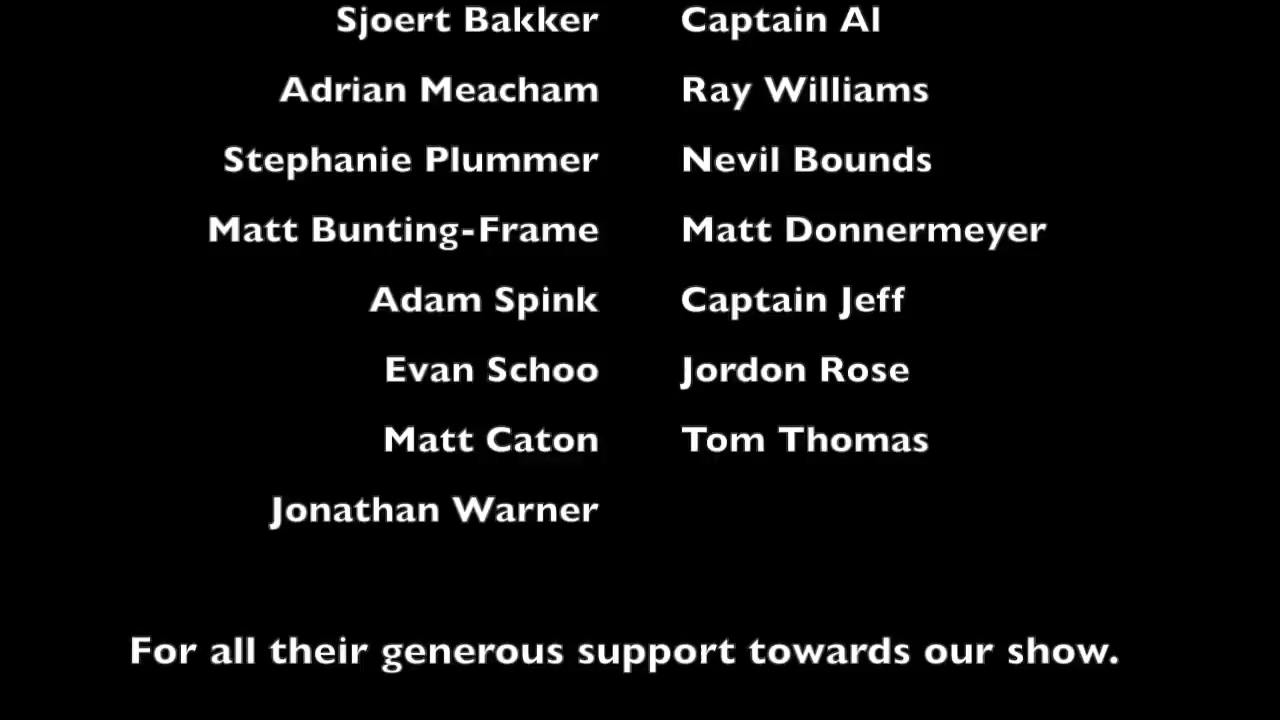 Sjoert Bakker Captain Al
Adrian Meacham Ray Williams
Stephanie Plummer Nevil Bounds
Matt Bunting-Frame Matt Donnermeyer
Adam Spink Captain Jeff
Evan Schoo Jordon Rose
Matt Caton Tom Thomas
Jonathan Warner
For all their generous support towards our show.